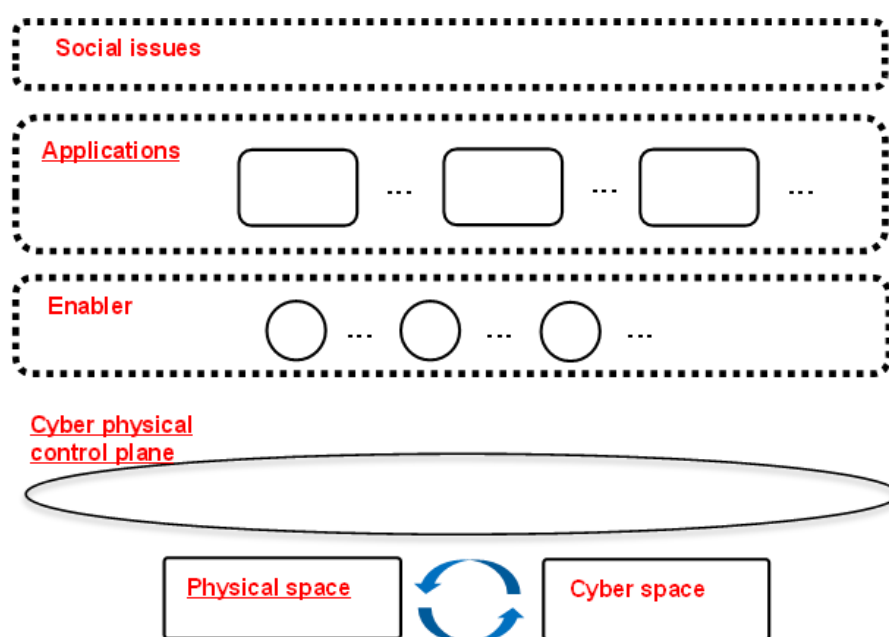 Social issues
Applications
... ... ...
Enabler
... ... ...
Cyber physical
control plane
Physical space
Cyber space